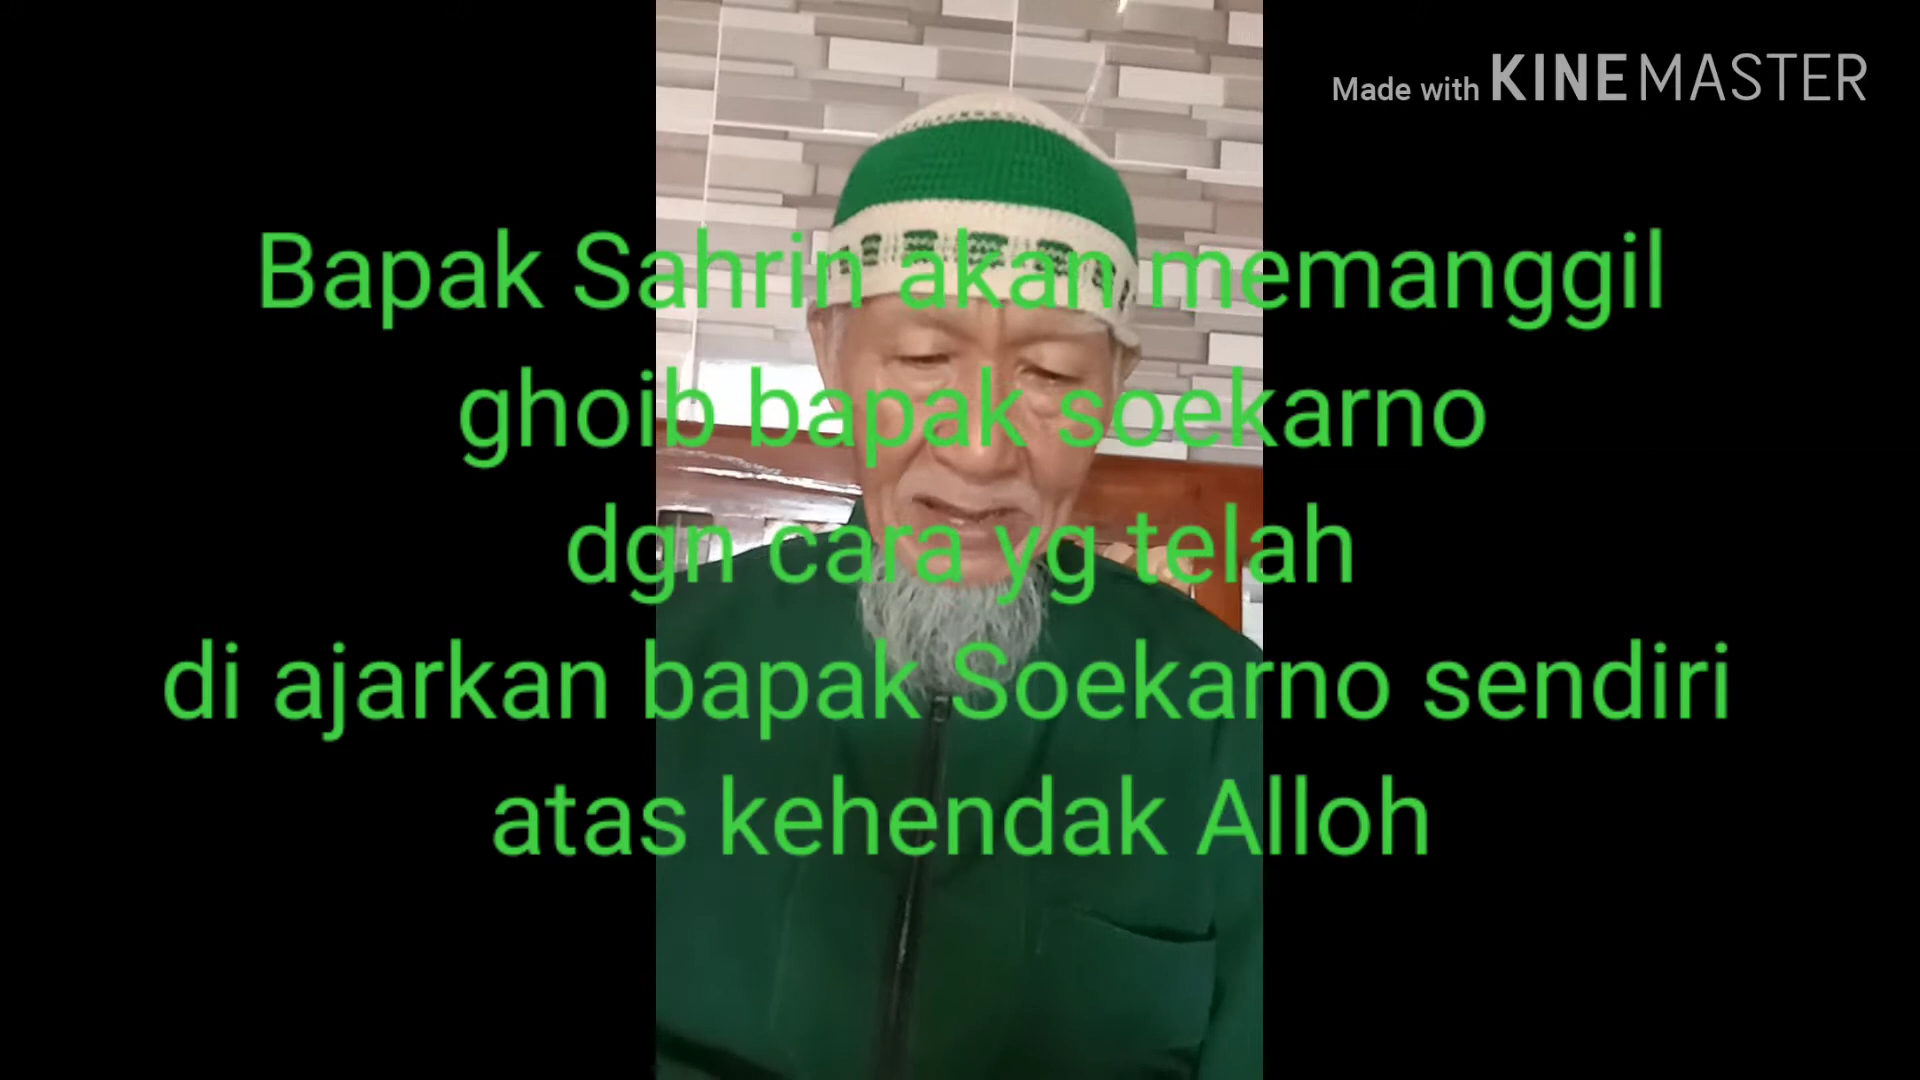 Made with KINEMASTER
Bapak Sahrin akan memanggil
ghoib bapak soekarno
dgn cara yg telah
di ajarkan bapak Soekarno sendiri
atas kehendak Alloh